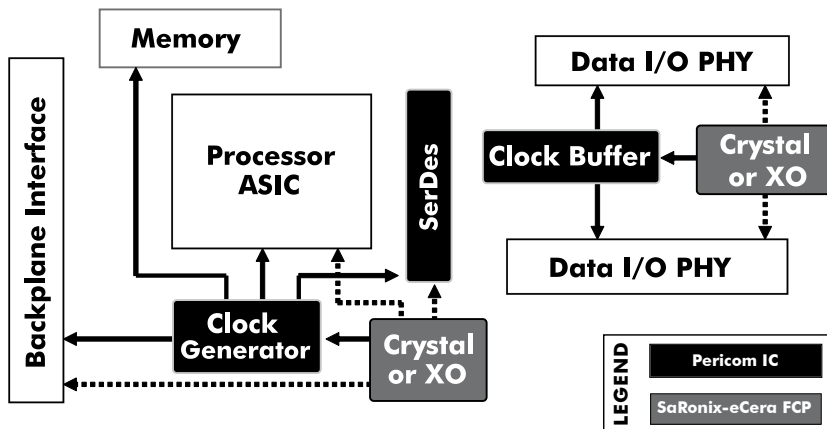 Memory
Backplane Interface
Processor
ASIC
SerDes
Clock
Generator
Crystal
or XO
Data I/O PHY
Clock Buffer
Crystal
or XO
Data I/O PHY
LEGEND
Pericom IC
SaRonix-eCera FCP